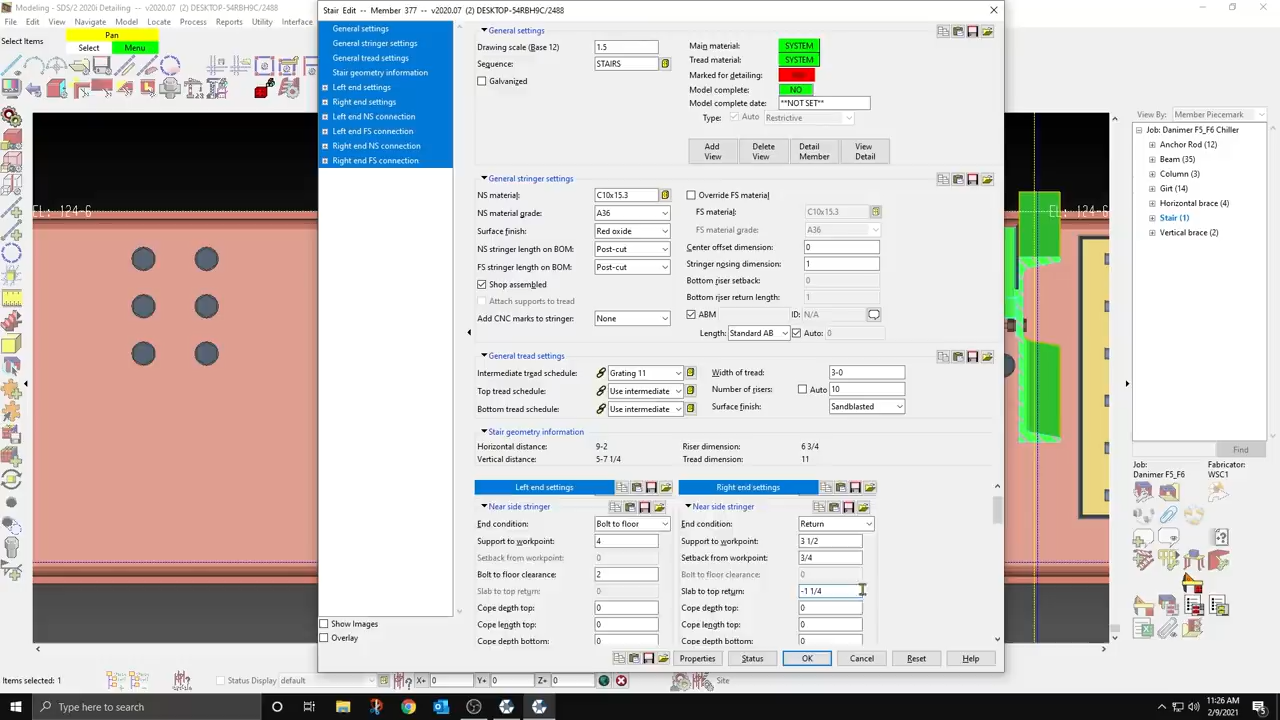 Modeling - SDS/2 2020i Detailing - v2020.07 (2) DESKTOP-54RBH9C/2488
File Edit View Navigate Member Model Locate Process Reports Utility Interface
Select Items
Pan
Select Menu
Stair Edit -- Member 377 -- v2020.07 (2) DESKTOP-54RBH9C/2488
General settings
General stringer settings
General tread settings
Stair geometry information
Left end settings
Right end settings
Left end NS connection
Left end FS connection
Right end NS connection
Right end FS connection
Show Images
Overlay
General settings
Drawing scale (Base 12) 1.5
Sequence: STAIRS
Galvanized
Main material: SYSTEM
Tread material: SYSTEM
Marked for detailing:
Model complete: NO
Model complete date: **NOT SET**
Type: Auto Restrictive
Add View
Delete View
Detail Member
View Detail
General stringer settings
NS material: C10x15.3
NS material grade: A36
Surface finish: Red oxide
NS stringer length on BOM: Post-cut
FS stringer length on BOM: Post-cut
Shop assembled
Attach supports to tread
Add CNC marks to stringer: None
Override FS material
FS material: C10x15.3
FS material grade: A36
Center offset dimension: 0
Stringer nosing dimension: 1
Bottom riser setback: 0
Bottom riser return length: 1
ABM ID: N/A
Length: Standard AB Auto: 0
General tread settings
Intermediate tread schedule: Grating 11
Top tread schedule: Use intermediate
Bottom tread schedule: Use intermediate
Width of tread: 3-0
Number of risers: Auto 10
Surface finish: Sandblasted
Stair geometry information
Horizontal distance: 9-2 Riser dimension: 6 3/4
Vertical distance: 5-7 1/4 Tread dimension: 11
Left end settings
Near side stringer
End condition: Bolt to floor
Support to workpoint: 4
Setback from workpoint: 0
Bolt to floor clearance: 2
Slab to top return: 0
Cope depth top: 0
Cope length top: 0
Cope depth bottom: 0
Right end settings
Near side stringer
End condition: Return
Support to workpoint: 3 1/2
Setback from workpoint: 3/4
Bolt to floor clearance: 0
Slab to top return: -1 1/4
Cope depth top: 0
Cope length top: 0
Cope depth bottom: 0
Properties Status OK Cancel Reset Help
EL: 124-6
EL: 124-6
View By: Member Piecemark
Job: Danimer F5_F6 Chiller
Anchor Rod (12)
Beam (35)
Column (3)
Girt (14)
Horizontal brace (4)
Stair (1)
Vertical brace (2)
Find
Job: Fabricator:
Danimer F5_F6 WSC1
Items selected: 1
Status Display default X+ 0 Y+ 0 Z+ 0 Site
Type here to search
11:26 AM
2/9/2021